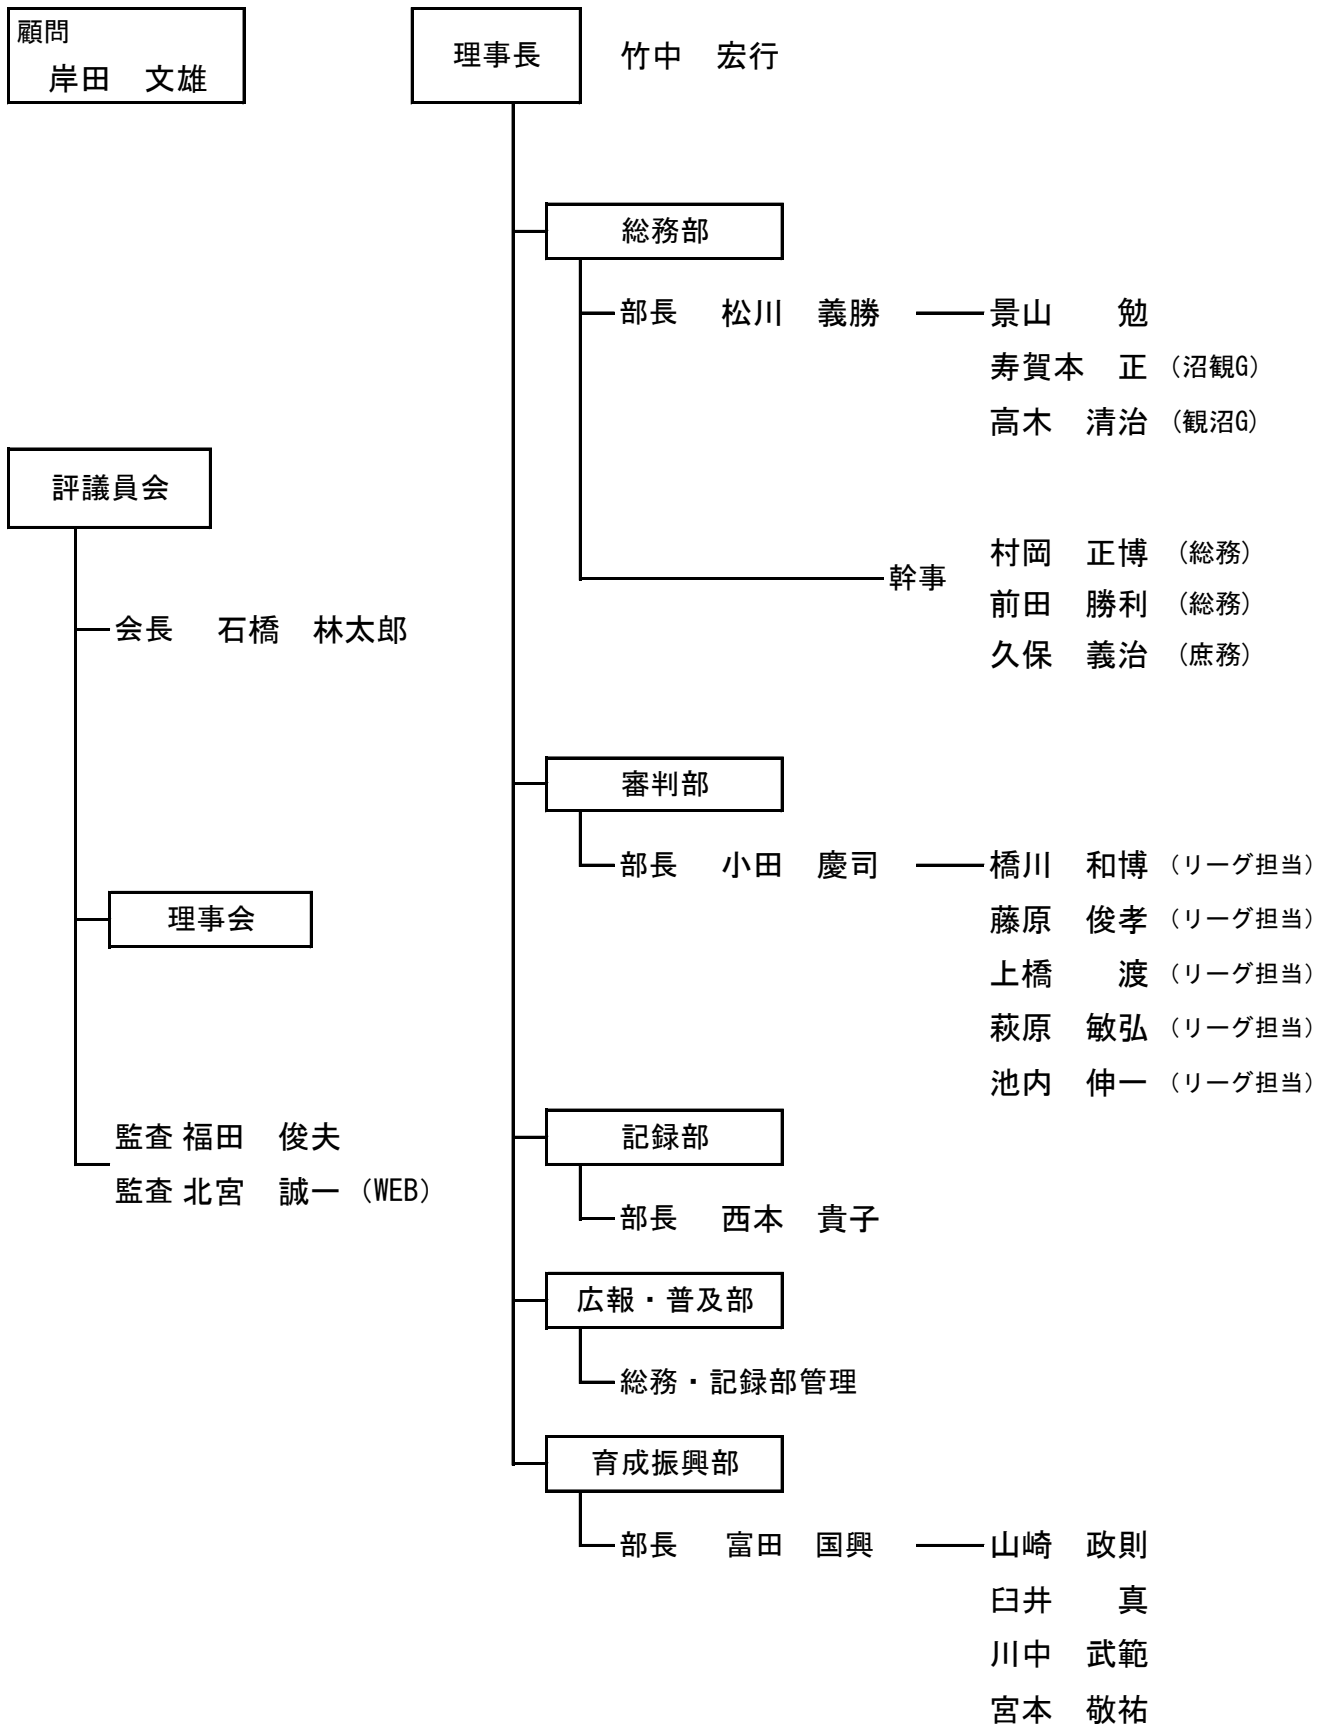 顧問
岸田　文雄
理事長　竹中　宏行
総務部
部長　松川　義勝　景山　勉
寿賀本　正（沼観G）
高木　清治（観沼G）
評議員会
村岡　正博（総務）
幹事
前田　勝利（総務）
会長　石橋　林太郎
久保　義治（庶務）
審判部
部長　小田　慶司　橋川　和博（リーグ担当）
理事会
藤原　俊孝（リーグ担当）
上橋　渡（リーグ担当）
萩原　敏弘（リーグ担当）
池内　伸一（リーグ担当）
監査 福田　俊夫
監査 北宮　誠一（WEB）
記録部
部長　西本　貴子
広報・普及部
総務・記録部管理
育成振興部
部長　富田　国興　山崎　政則
臼井　真
川中　武範
宮本　敬祐